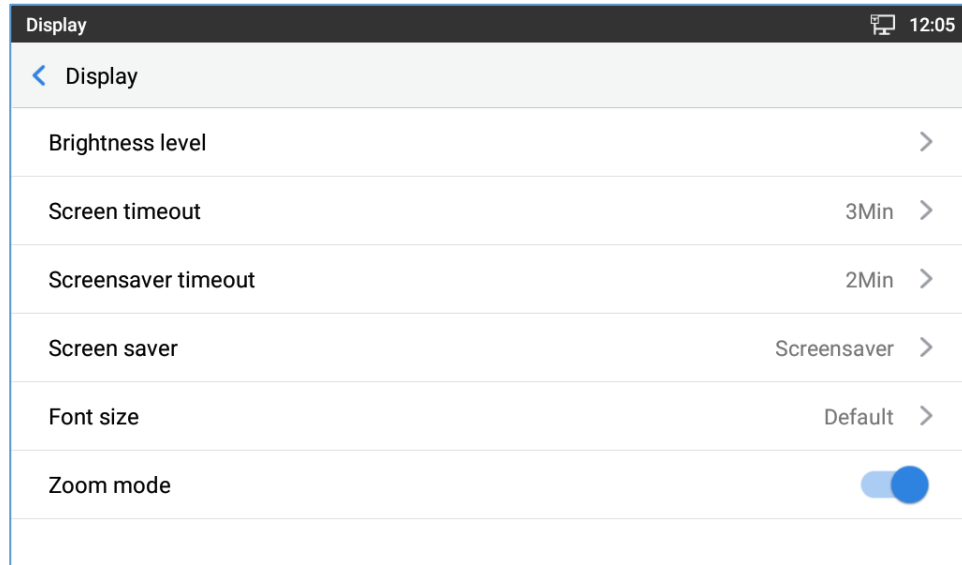 Display 12:05
Display
Brightness level
Screen timeout 3Min
Screensaver timeout 2Min
Screen saver Screensaver
Font size Default
Zoom mode